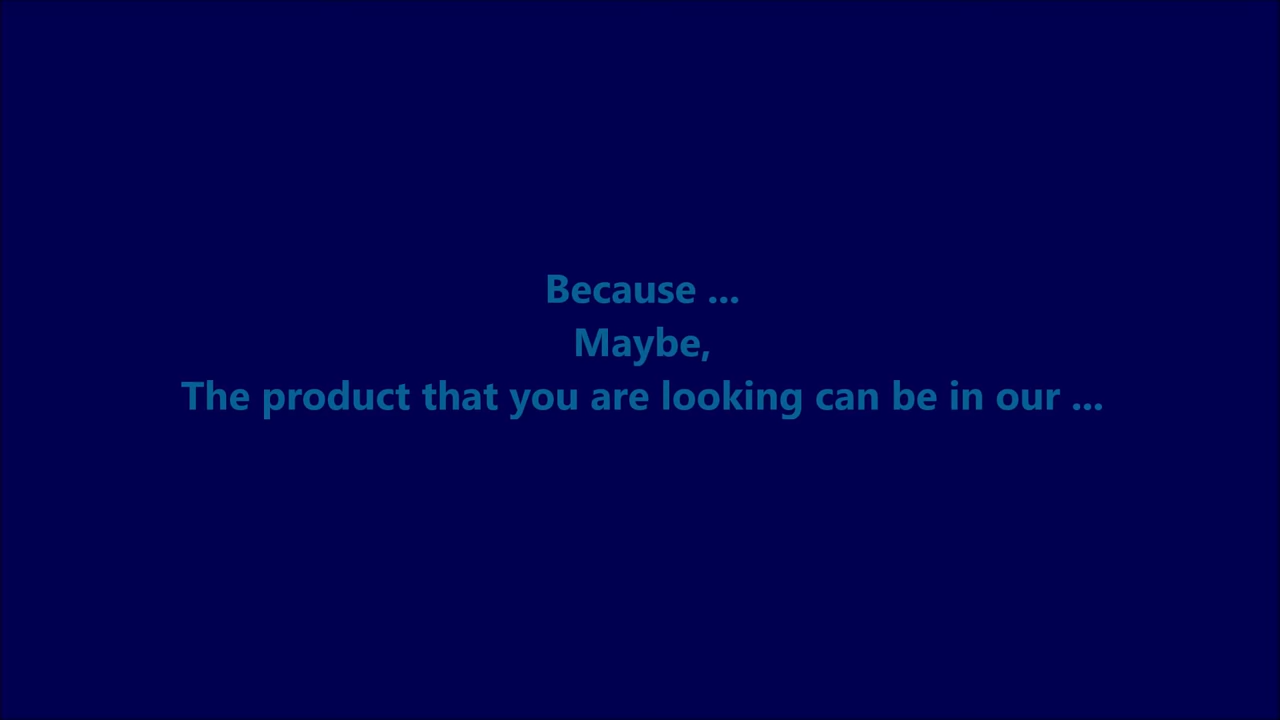 Because ...
Maybe,
The product that you are looking can be in our ...